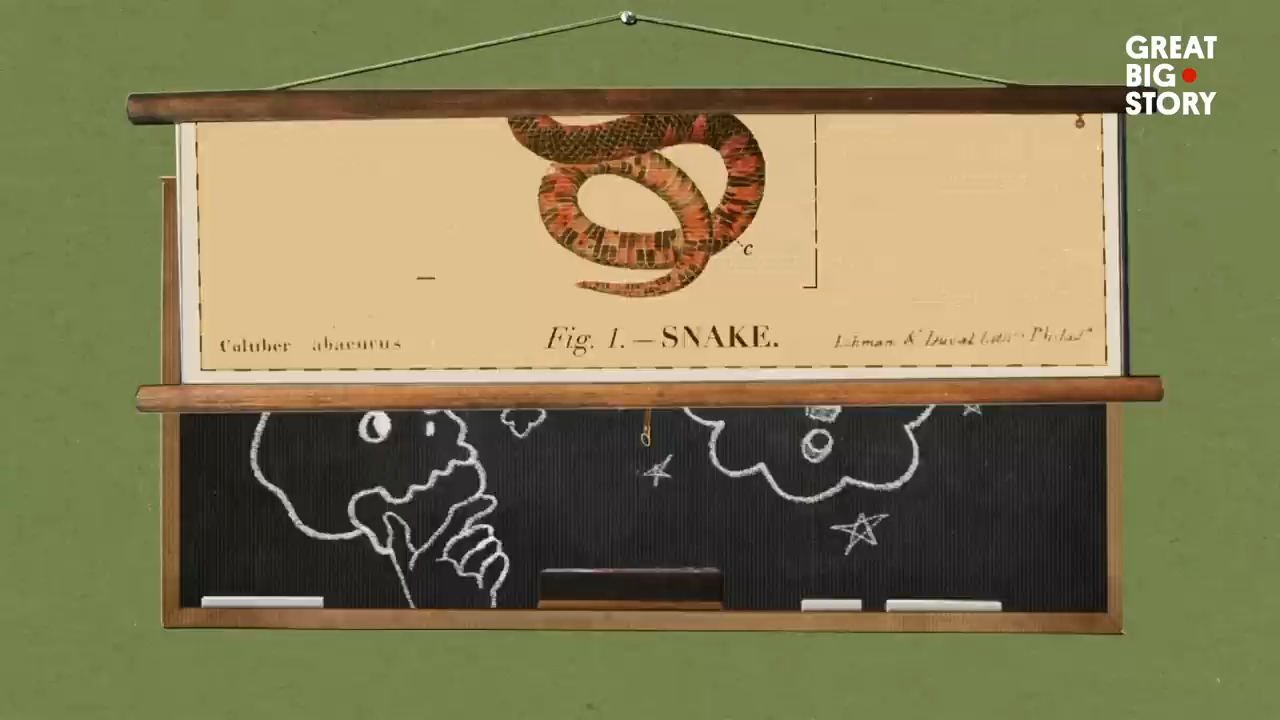 GREAT
BIG
STORY
c
Fig. 1. — SNAKE.
Coluber abacurus